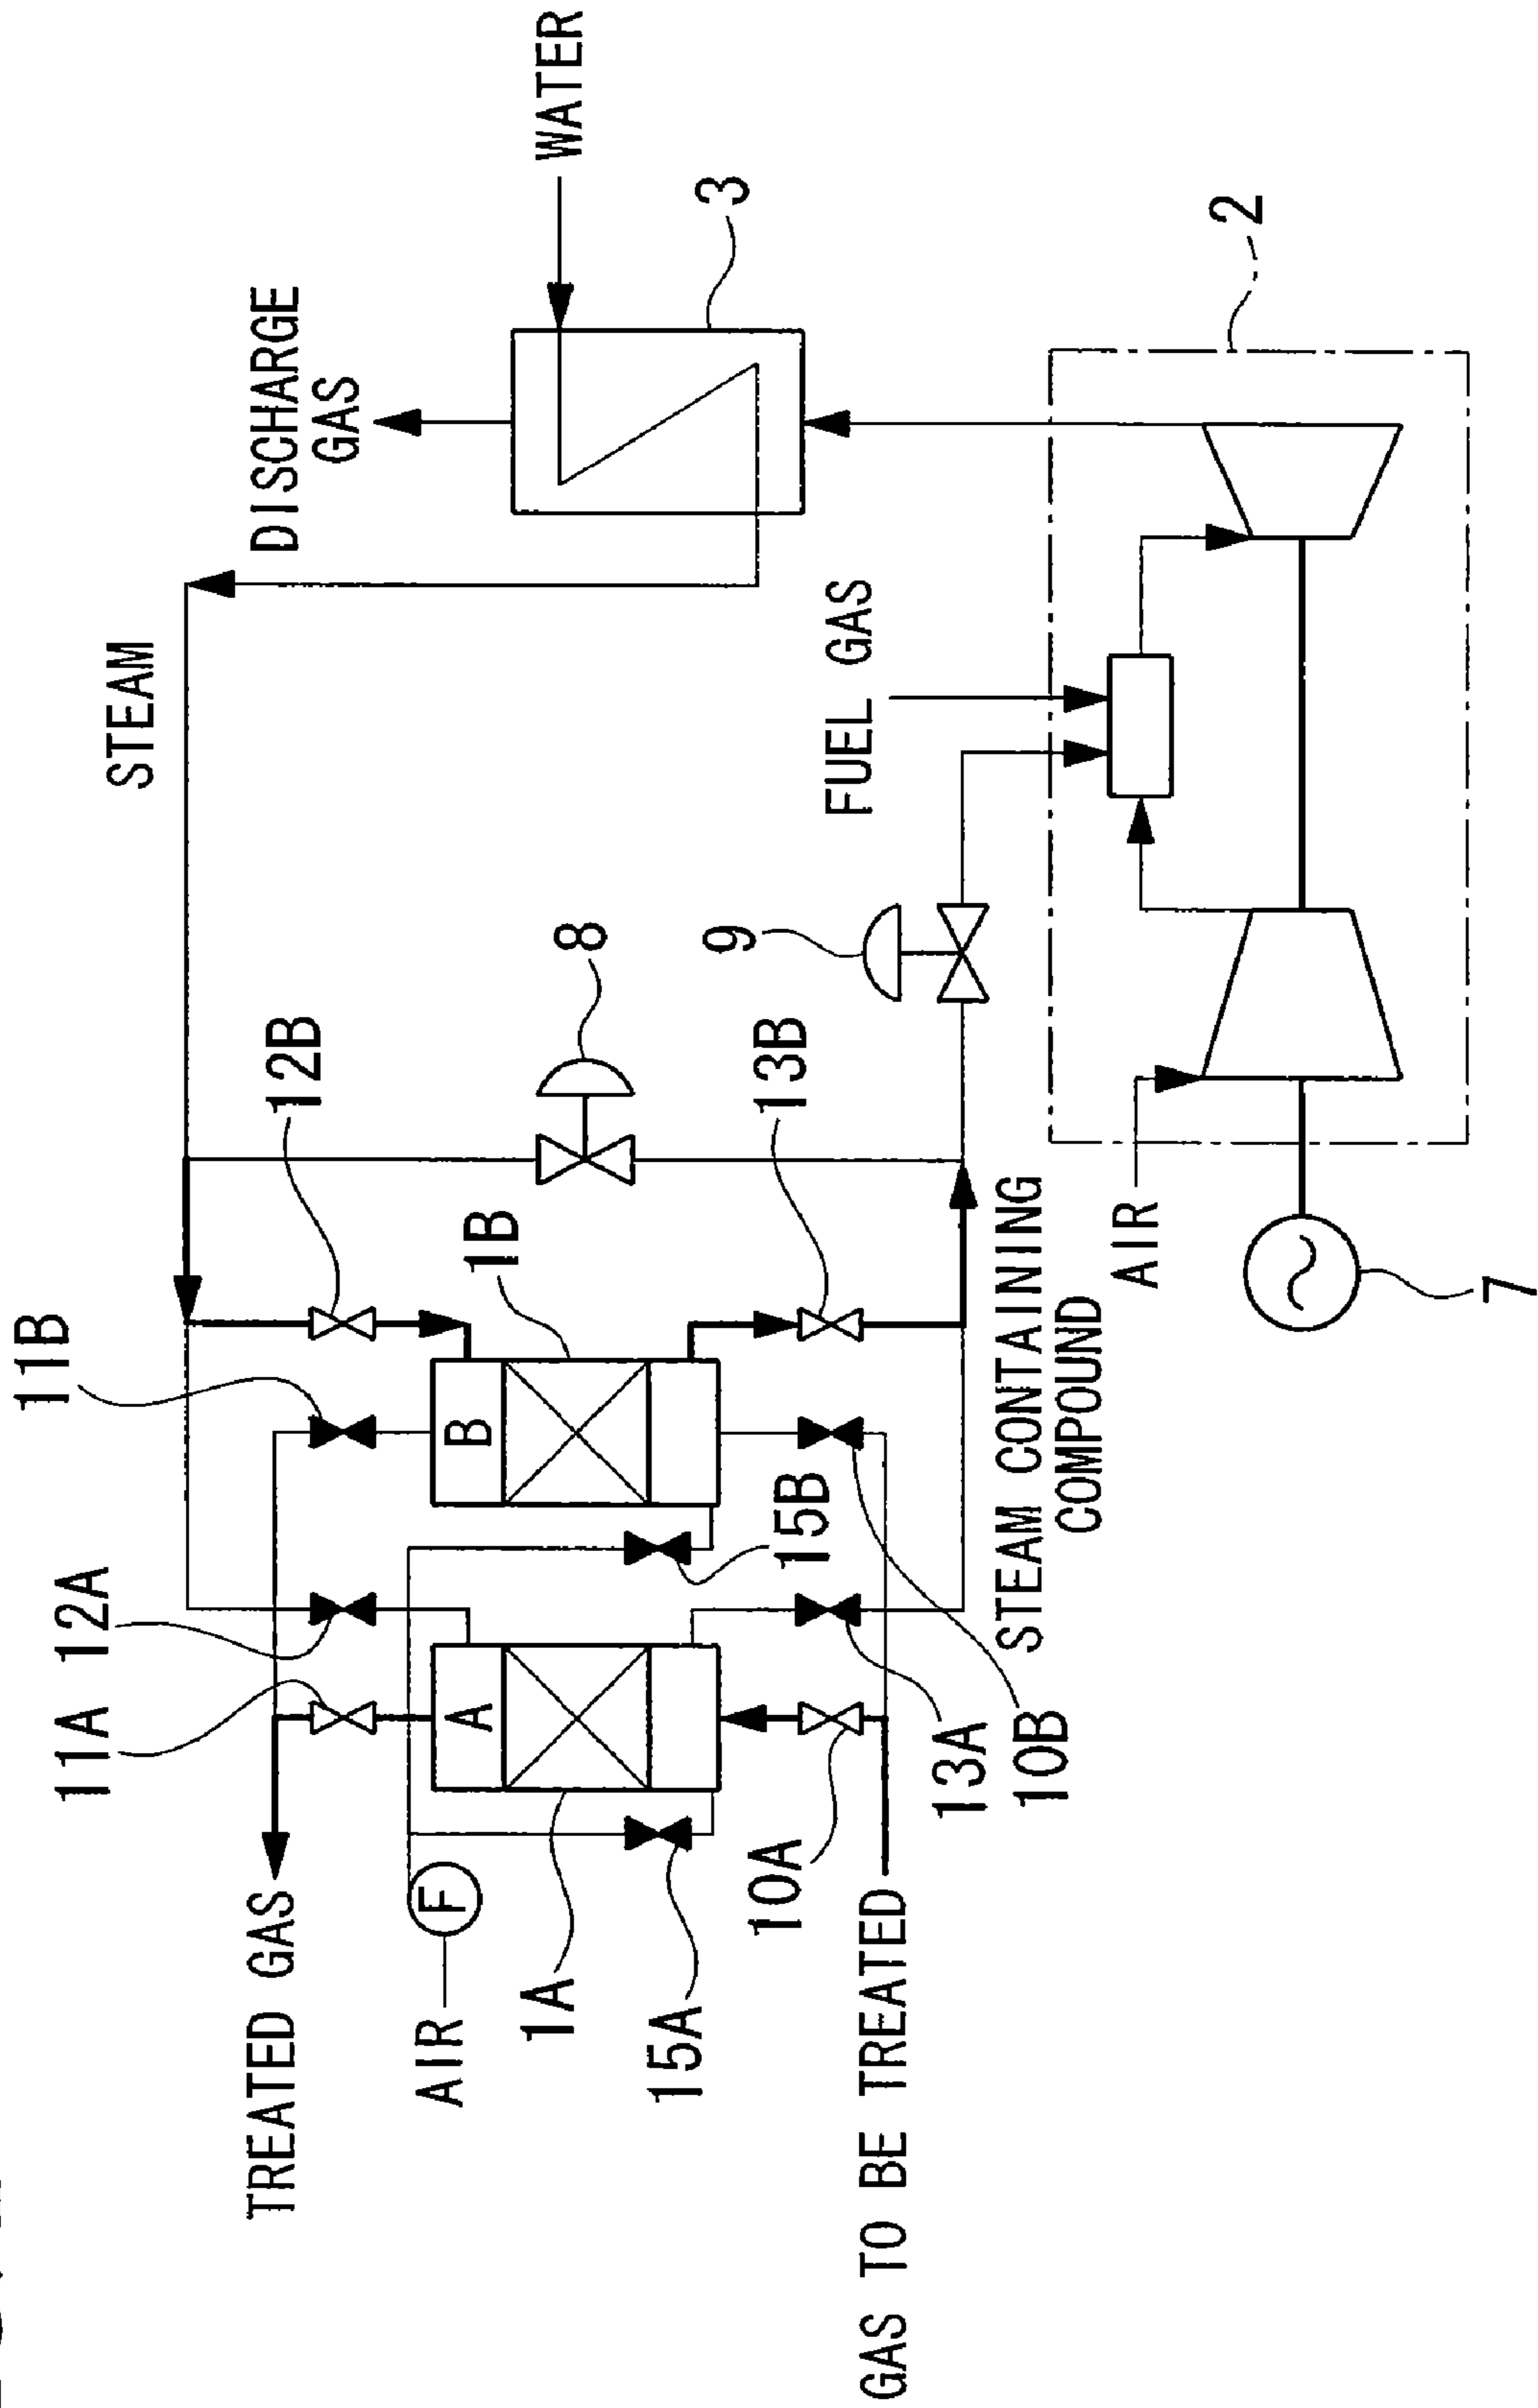 STEAM
DISCHARGE
GAS
WATER
3
11B
12B
11A
12A
8
TREATED GAS
B
1B
A
F
AIR
1A
15A
15B
9
FUEL GAS
2
10A
13B
GAS TO BE TREATED
13A
10B
STEAM CONTAINING
COMPOUND
AIR
7